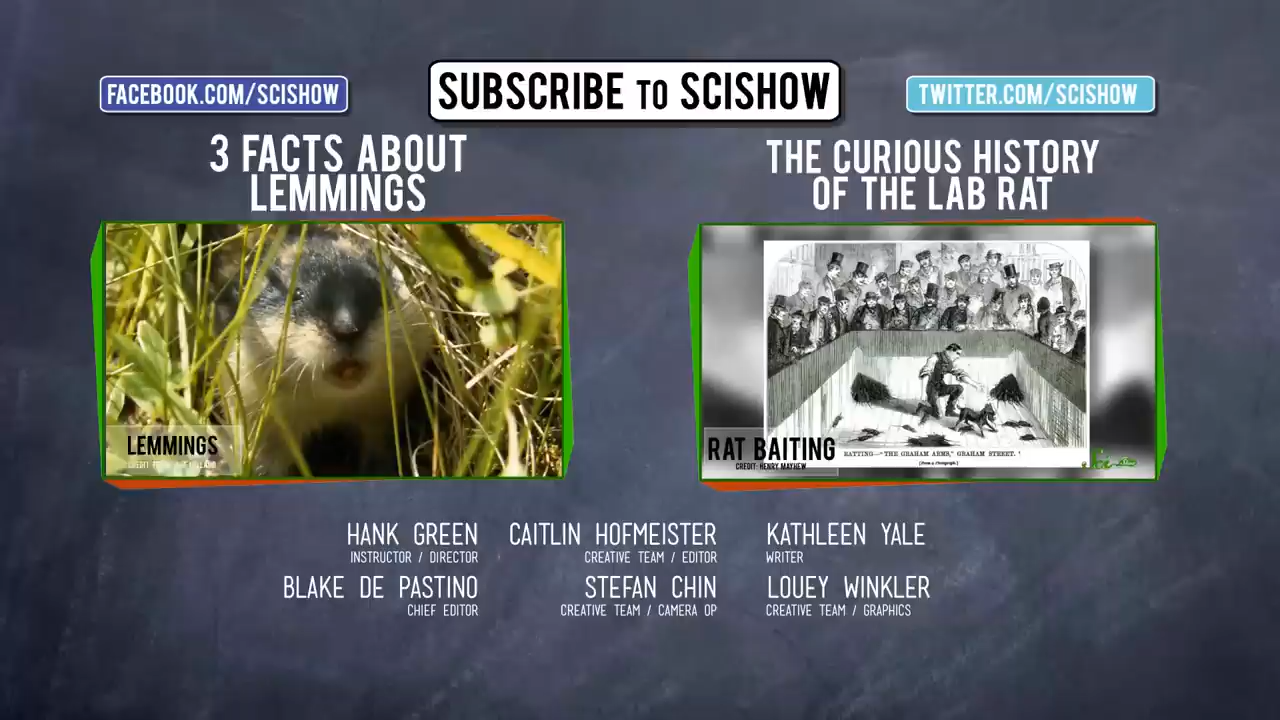 FACEBOOK.COM/SCISHOW
SUBSCRIBE TO SCISHOW
TWITTER.COM/SCISHOW
3 FACTS ABOUT
LEMMINGS
THE CURIOUS HISTORY
OF THE LAB RAT
LEMMINGS
RAT BAITING
CREDIT: HENRY MAYHEW
RATTING—"THE GRAHAM ARMS," GRAHAM STREET.
[From a Photograph.]
HANK GREEN
INSTRUCTOR / DIRECTOR
CAITLIN HOFMEISTER
CREATIVE TEAM / EDITOR
KATHLEEN YALE
WRITER
BLAKE DE PASTINO
CHIEF EDITOR
STEFAN CHIN
CREATIVE TEAM / CAMERA OP
LOUEY WINKLER
CREATIVE TEAM / GRAPHICS